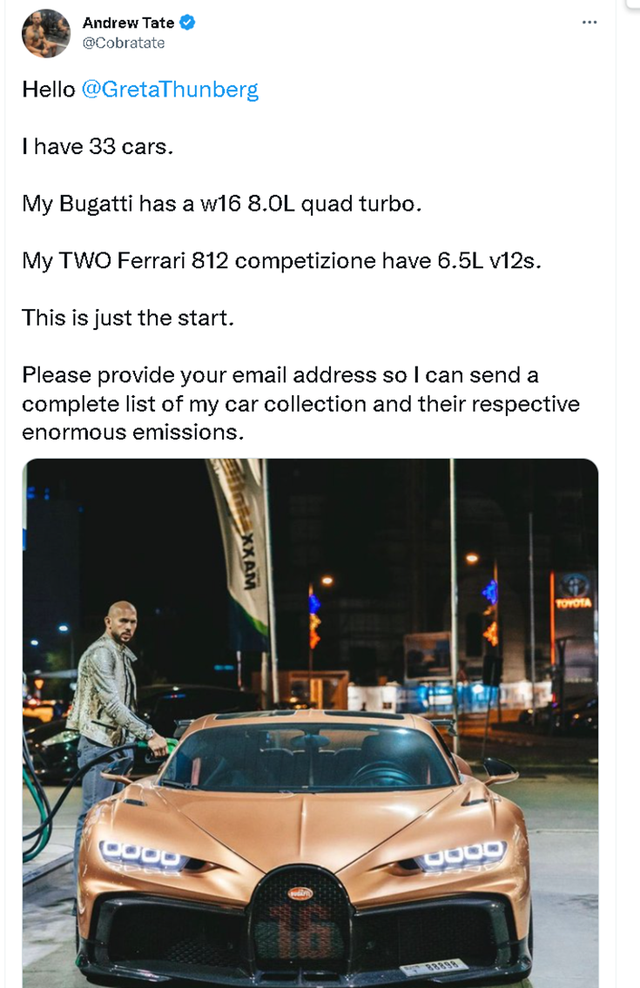 Andrew Tate
@Cobratate
Hello @GretaThunberg
I have 33 cars.
My Bugatti has a w16 8.0L quad turbo.
My TWO Ferrari 812 competizione have 6.5L v12s.
This is just the start.
Please provide your email address so I can send a
complete list of my car collection and their respective
enormous emissions.
MAXX
TOYOTA
16